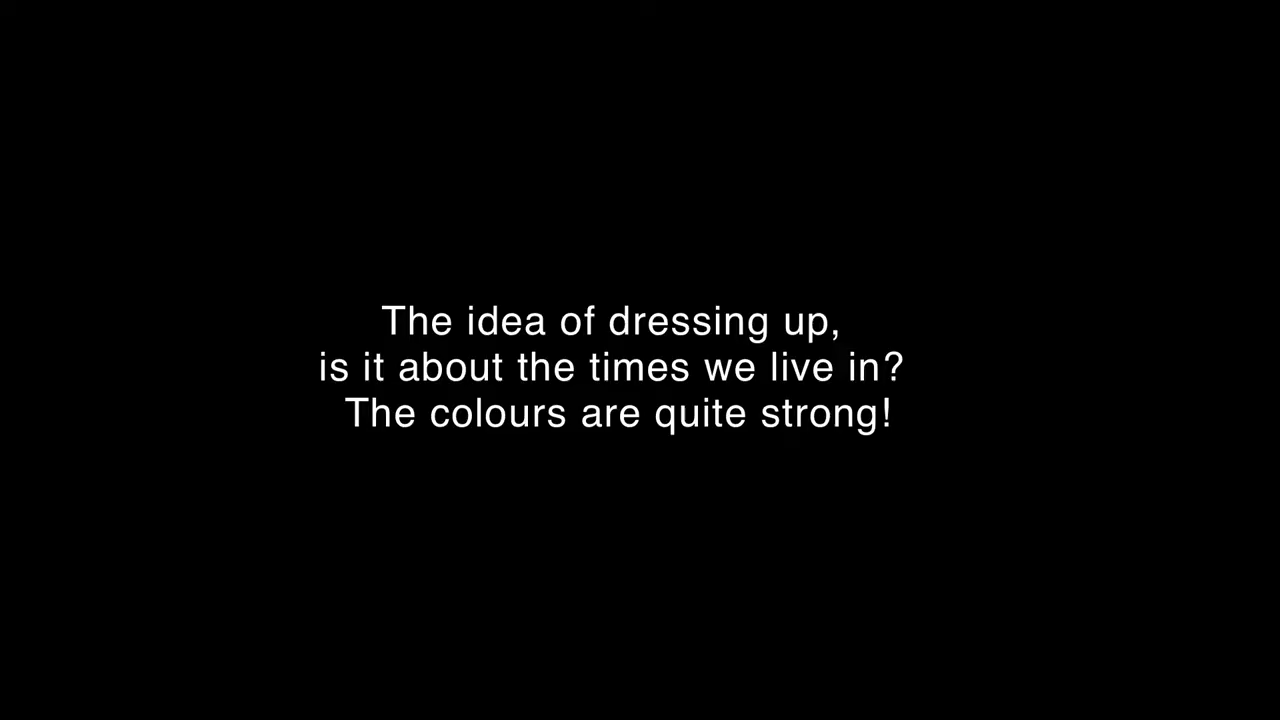 The idea of dressing up,
is it about the times we live in?
The colours are quite strong!